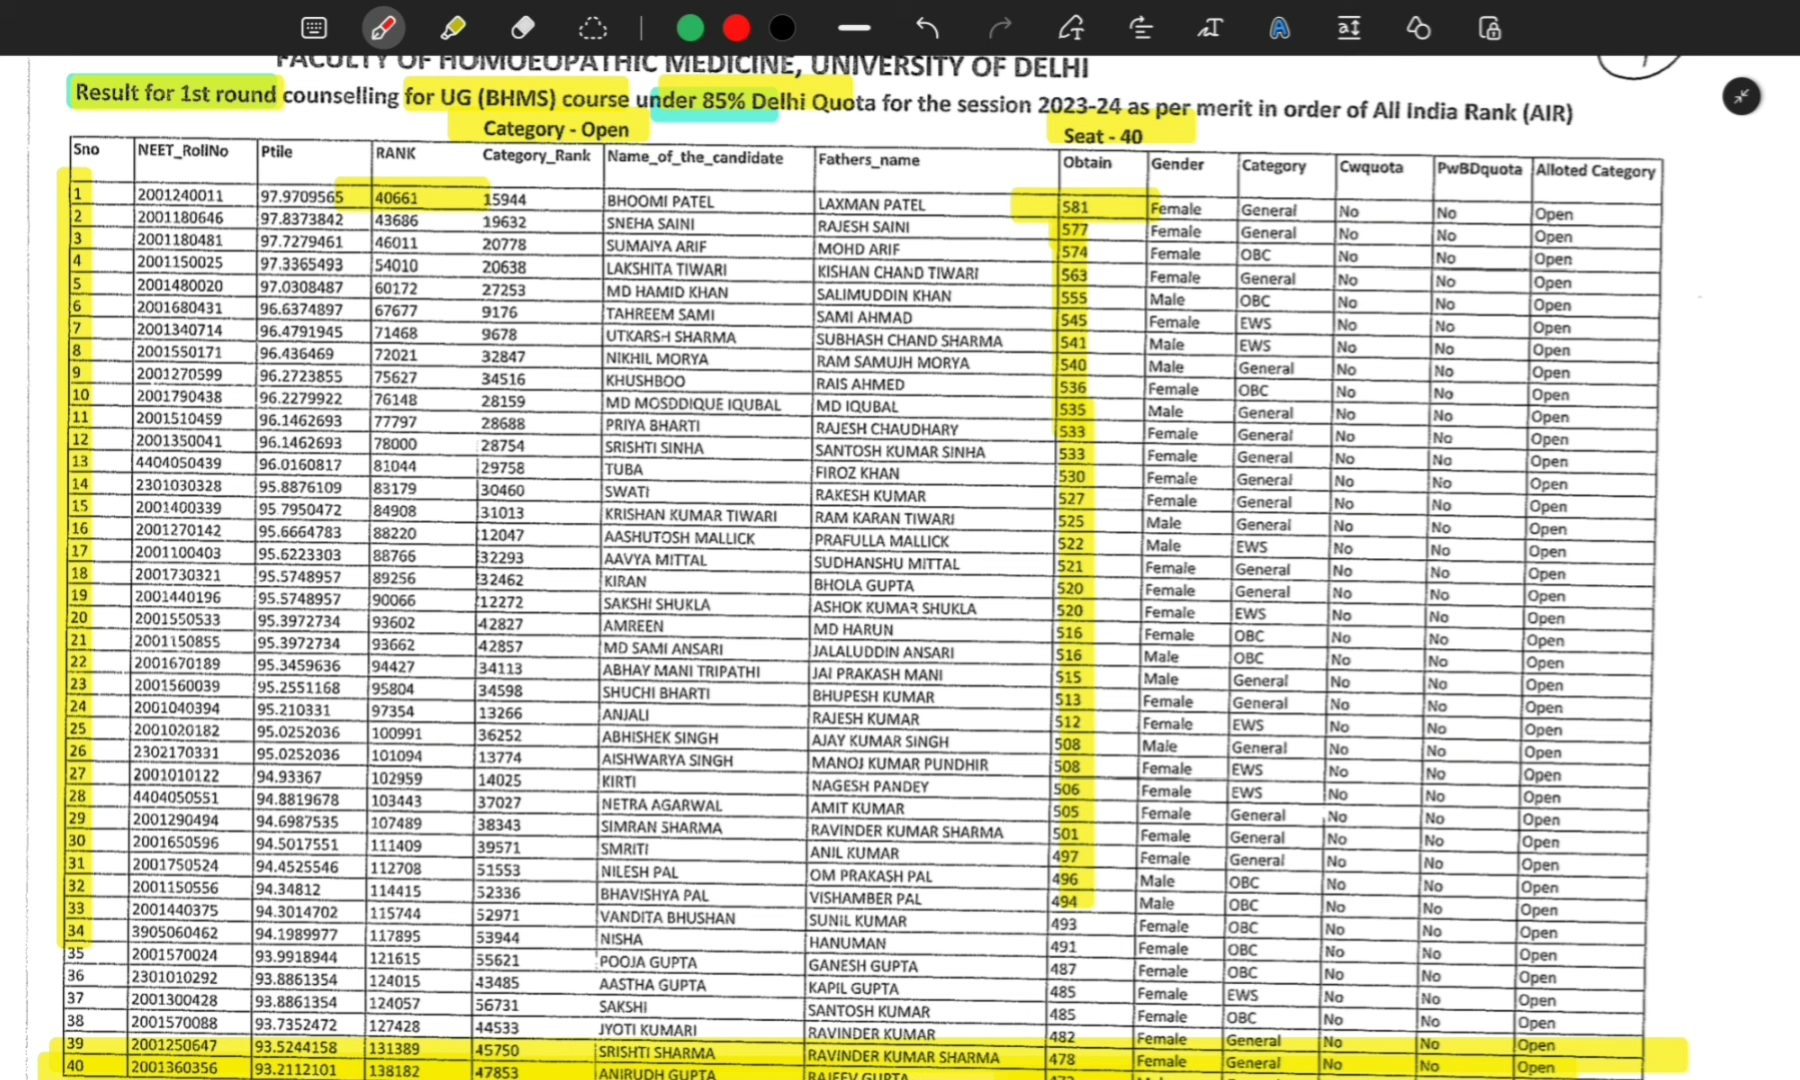 FACULTY OF HOMOEOPATHIC MEDICINE, UNIVERSITY OF DELHI
Result for 1st round counselling for UG (BHMS) course under 85% Delhi Quota for the session 2023-24 as per merit in order of All India Rank (AIR)
Category - Open Seat - 40
Sno NEET_RollNo Ptile RANK Category_Rank Name_of_the_candidate Fathers_name Obtain Gender Category Cwquota PwBDquota Alloted Category
1 2001240011 97.9709565 40661 15944 BHOOMI PATEL LAXMAN PATEL 581 Female General No No Open
2 2001180646 97.8373842 43686 19632 SNEHA SAINI RAJESH SAINI 577 Female General No No Open
3 2001180481 97.7279461 46011 20778 SUMAIYA ARIF MOHD ARIF 574 Female OBC No No Open
4 2001150025 97.3365493 54010 20638 LAKSHITA TIWARI KISHAN CHAND TIWARI 563 Female General No No Open
5 2001480020 97.0308487 60172 27253 MD HAMID KHAN SALIMUDDIN KHAN 555 Male OBC No No Open
6 2001680431 96.6374897 67677 9176 TAHREEM SAMI SAMI AHMAD 545 Female EWS No No Open
7 2001340714 96.4791945 71468 9678 UTKARSH SHARMA SUBHASH CHAND SHARMA 541 Male EWS No No Open
8 2001550171 96.436469 72021 32847 NIKHIL MORYA RAM SAMUJH MORYA 540 Male General No No Open
9 2001270599 96.2723855 75627 34516 KHUSHBOO RAIS AHMED 536 Female OBC No No Open
10 2001790438 96.2279922 76148 28159 MD MOSDDIQUE IQUBAL MD IQUBAL 535 Male General No No Open
11 2001510459 96.1462693 77797 28688 PRIYA BHARTI RAJESH CHAUDHARY 533 Female General No No Open
12 2001350041 96.1462693 78000 28754 SRISHTI SINHA SANTOSH KUMAR SINHA 533 Female General No No Open
13 4404050439 96.0160817 81044 29758 TUBA FIROZ KHAN 530 Female General No No Open
14 2301030328 95.8876109 83179 30460 SWATI RAKESH KUMAR 527 Female General No No Open
15 2001400339 95.7950472 84908 31013 KRISHAN KUMAR TIWARI RAM KARAN TIWARI 525 Male General No No Open
16 2001270142 95.6664783 88220 12047 AASHUTOSH MALLICK PRAFULLA MALLICK 522 Male EWS No No Open
17 2001100403 95.6223303 88766 32293 AAVYA MITTAL SUDHANSHU MITTAL 521 Female General No No Open
18 2001730321 95.5748957 89256 32462 KIRAN BHOLA GUPTA 520 Female General No No Open
19 2001440196 95.5748957 90066 12272 SAKSHI SHUKLA ASHOK KUMAR SHUKLA 520 Female EWS No No Open
20 2001550533 95.3972734 93602 42827 AMREEN MD HARUN 516 Female OBC No No Open
21 2001150855 95.3972734 93662 42857 MD SAMI ANSARI JALALUDDIN ANSARI 516 Male OBC No No Open
22 2001670189 95.3459636 94427 34113 ABHAY MANI TRIPATHI JAI PRAKASH MANI 515 Male General No No Open
23 2001560039 95.2551168 95804 34598 SHUCHI BHARTI BHUPESH KUMAR 513 Female General No No Open
24 2001040394 95.210331 97354 13266 ANJALI RAJESH KUMAR 512 Female EWS No No Open
25 2001020182 95.0252036 100991 36252 ABHISHEK SINGH AJAY KUMAR SINGH 508 Male General No No Open
26 2302170331 95.0252036 101094 13774 AISHWARYA SINGH MANOJ KUMAR PUNDHIR 508 Female EWS No No Open
27 2001010122 94.93367 102959 14025 KIRTI NAGESH PANDEY 506 Female EWS No No Open
28 4404050551 94.8819678 103443 37027 NETRA AGARWAL AMIT KUMAR 505 Female General No No Open
29 2001290494 94.6987535 107489 38343 SIMRAN SHARMA RAVINDER KUMAR SHARMA 501 Female General No No Open
30 2001650596 94.5017551 111409 39571 SMRITI ANIL KUMAR 497 Female General No No Open
31 2001750524 94.4525546 112708 51553 NILESH PAL OM PRAKASH PAL 496 Male OBC No No Open
32 2001150556 94.34812 114415 52336 BHAVISHYA PAL VISHAMBER PAL 494 Male OBC No No Open
33 2001440375 94.3014702 115744 52971 VANDITA BHUSHAN SUNIL KUMAR 493 Female OBC No No Open
34 3905060462 94.1989977 117895 53944 NISHA HANUMAN 491 Female OBC No No Open
35 2001570024 93.9918944 121615 55621 POOJA GUPTA GANESH GUPTA 487 Female OBC No No Open
36 2301010292 93.8861354 124015 43485 AASTHA GUPTA KAPIL GUPTA 485 Female EWS No No Open
37 2001300428 93.8861354 124057 56731 SAKSHI SANTOSH KUMAR 485 Female OBC No No Open
38 2001570088 93.7352472 127428 44533 JYOTI KUMARI RAVINDER KUMAR 482 Female General No No Open
39 2001250647 93.5244158 131389 45750 SRISHTI SHARMA RAVINDER KUMAR SHARMA 478 Female General No No Open
40 2001360356 93.2112101 138182 47853 ANIRUDH GUPTA RAJEEV GUPTA